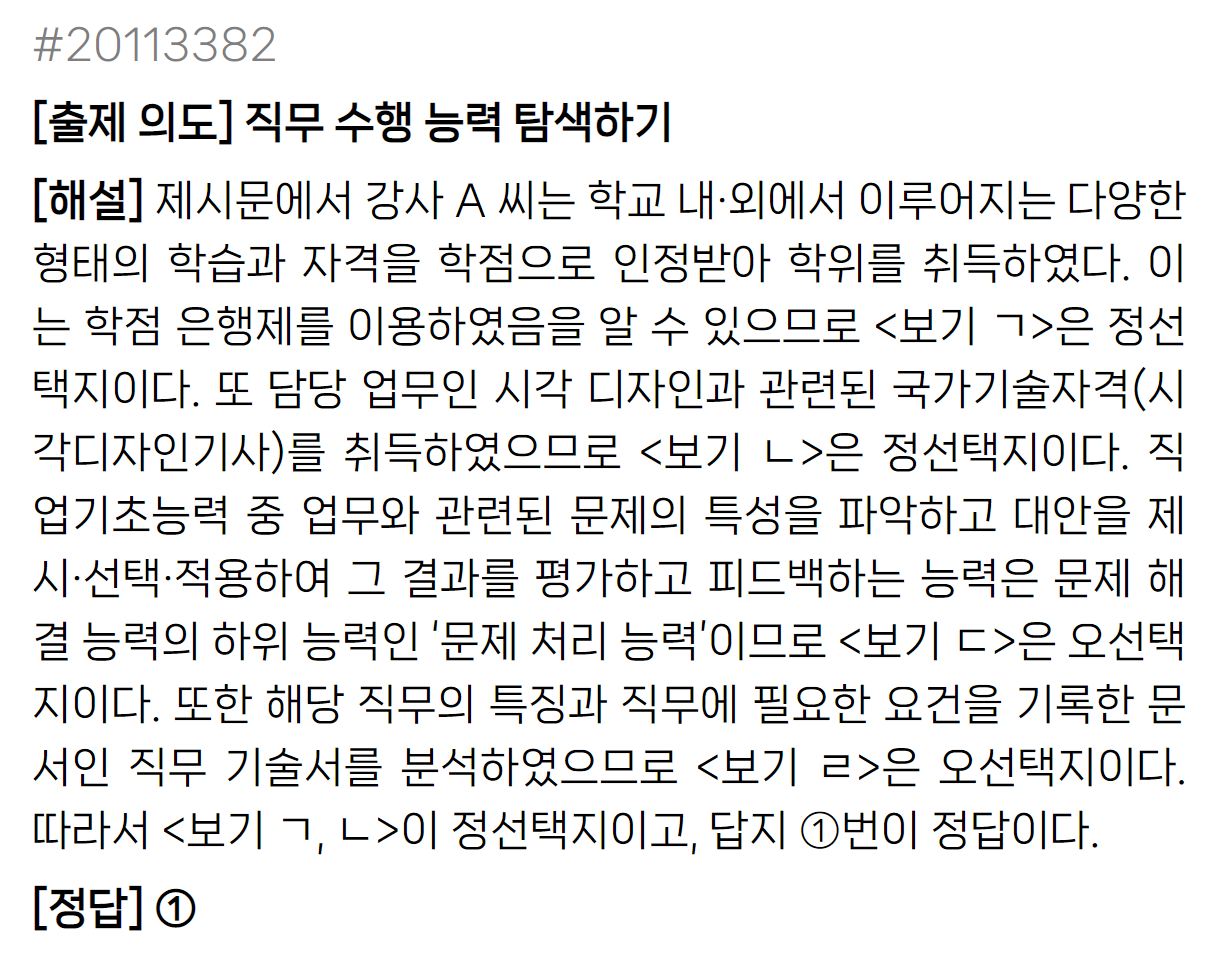 #20113382
[출제 의도] 직무 수행 능력 탐색하기
[해설] 제시문에서 강사 A 씨는 학교 내·외에서 이루어지는 다양한
형태의 학습과 자격을 학점으로 인정받아 학위를 취득하였다. 이
는 학점 은행제를 이용하였음을 알 수 있으므로 <보기 ㄱ>은 정선
택지이다. 또 담당 업무인 시각 디자인과 관련된 국가기술자격(시
각디자인기사)를 취득하였으므로 <보기 ㄴ>은 정선택지이다. 직
업기초능력 중 업무와 관련된 문제의 특성을 파악하고 대안을 제
시·선택·적용하여 그 결과를 평가하고 피드백하는 능력은 문제 해
결 능력의 하위 능력인 '문제 처리 능력'이므로 <보기 ㄷ>은 오선택
지이다. 또한 해당 직무의 특징과 직무에 필요한 요건을 기록한 문
서인 직무 기술서를 분석하였으므로 <보기 ㄹ>은 오선택지이다.
따라서 <보기 ㄱ, ㄴ>이 정선택지이고, 답지 ①번이 정답이다.
[정답] ①